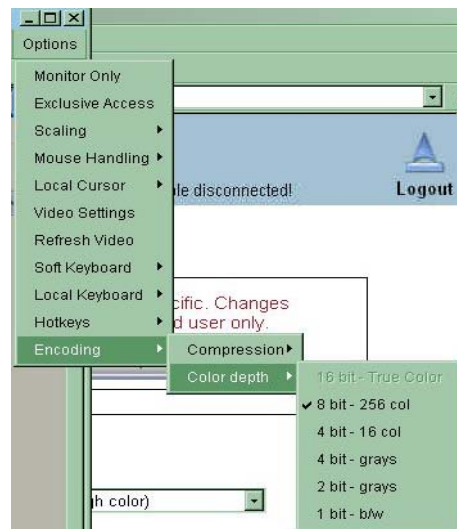 Options
Monitor Only
Exclusive Access
Scaling
Mouse Handling
Local Cursor
Video Settings
Refresh Video
Soft Keyboard
Local Keyboard
Hotkeys
Encoding
disconnected!
Logout
Changes
user only.
Compression
Color depth
16 bit - True Color
8 bit - 256 col
4 bit - 16 col
4 bit - grays
2 bit - grays
1 bit - b/w
color)